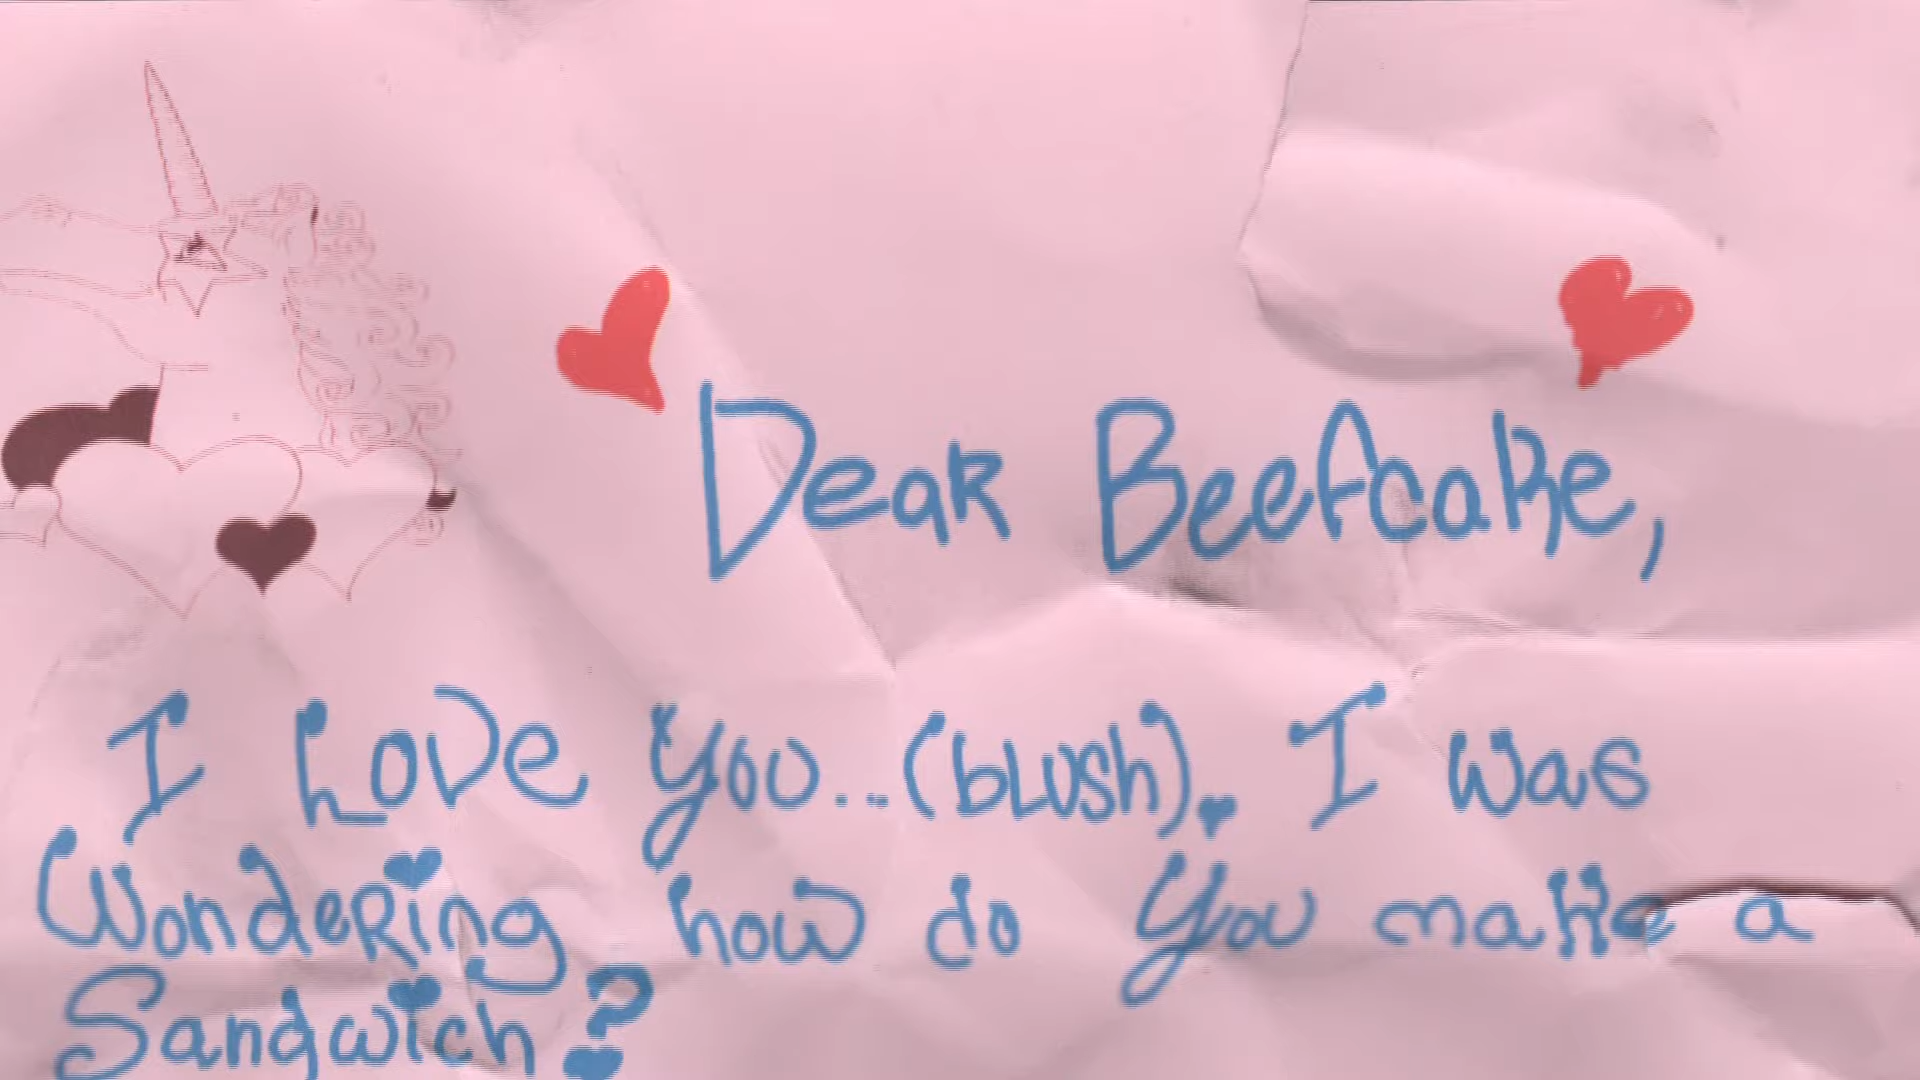 Dear Beefcake,
I Love You...(blush). I was
Wondering how do you make a
Sandwich?